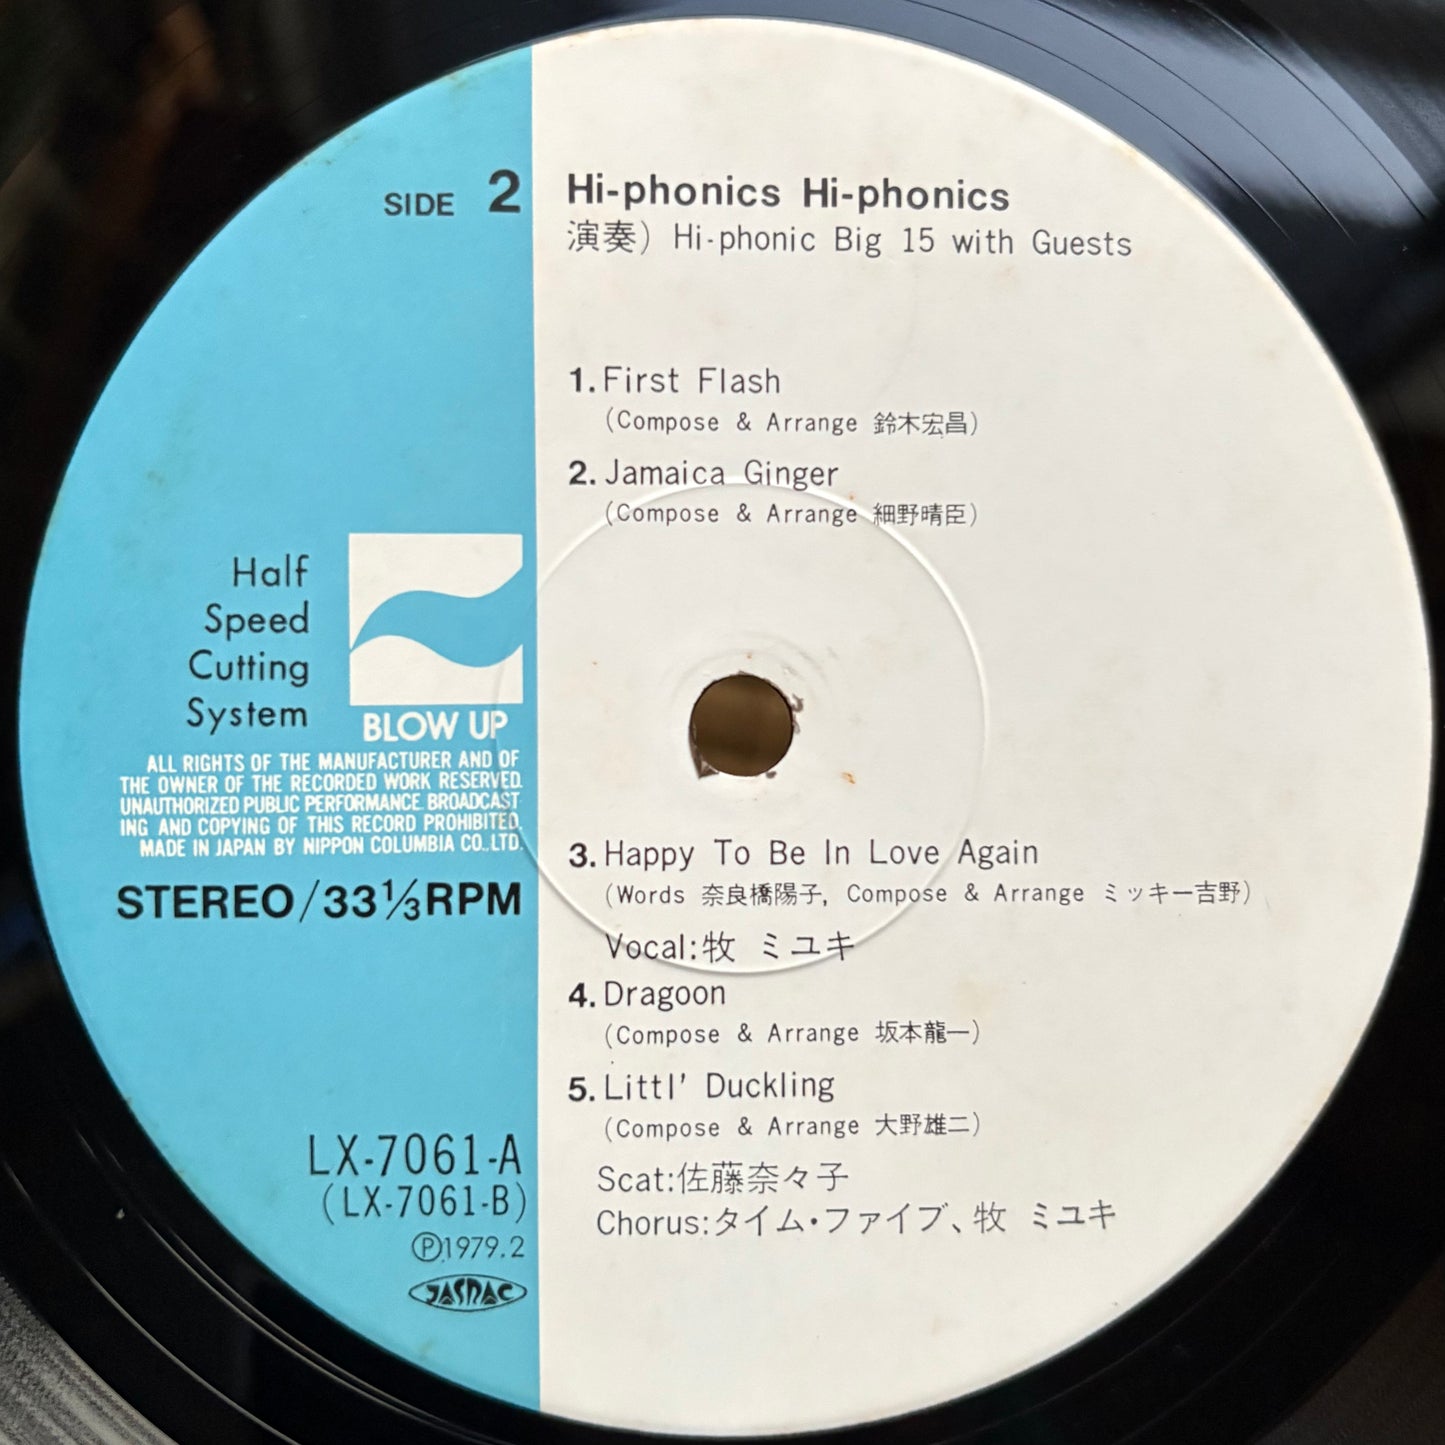 SIDE 2
Hi-phonics Hi-phonics
演奏) Hi-phonic Big 15 with Guests
1. First Flash
(Compose & Arrange 鈴木宏昌)
2. Jamaica Ginger
(Compose & Arrange 細野晴臣)
Half
Speed
Cutting
System
BLOW UP
ALL RIGHTS OF THE MANUFACTURER AND OF
THE OWNER OF THE RECORDED WORK RESERVED.
UNAUTHORIZED PUBLIC PERFORMANCE. BROADCAST
ING AND COPYING OF THIS RECORD PROHIBITED.
MADE IN JAPAN BY NIPPON COLUMBIA CO., LTD.
STEREO/33⅓RPM
3. Happy To Be In Love Again
(Words 奈良橋陽子, Compose & Arrange ミッキー吉野)
Vocal:牧 ミユキ
4. Dragoon
(Compose & Arrange 坂本龍一)
5. Littl' Duckling
(Compose & Arrange 大野雄二)
Scat:佐藤奈々子
Chorus:タイム・ファイブ、牧 ミユキ
LX-7061-A
(LX-7061-B)
Ⓟ1979.2
JASRAC